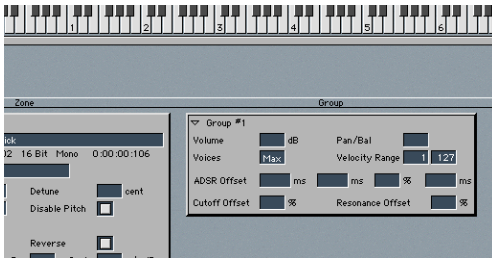 1 2 3 4 5 6
Zone
Group
ick
02 16 Bit Mono 0:00:00:106
Detune cent
Disable Pitch
Reverse
Group #1
Volume dB Pan/Bal
Voices Max Velocity Range 1 127
ADSR Offset ms ms % ms
Cutoff Offset % Resonance Offset %